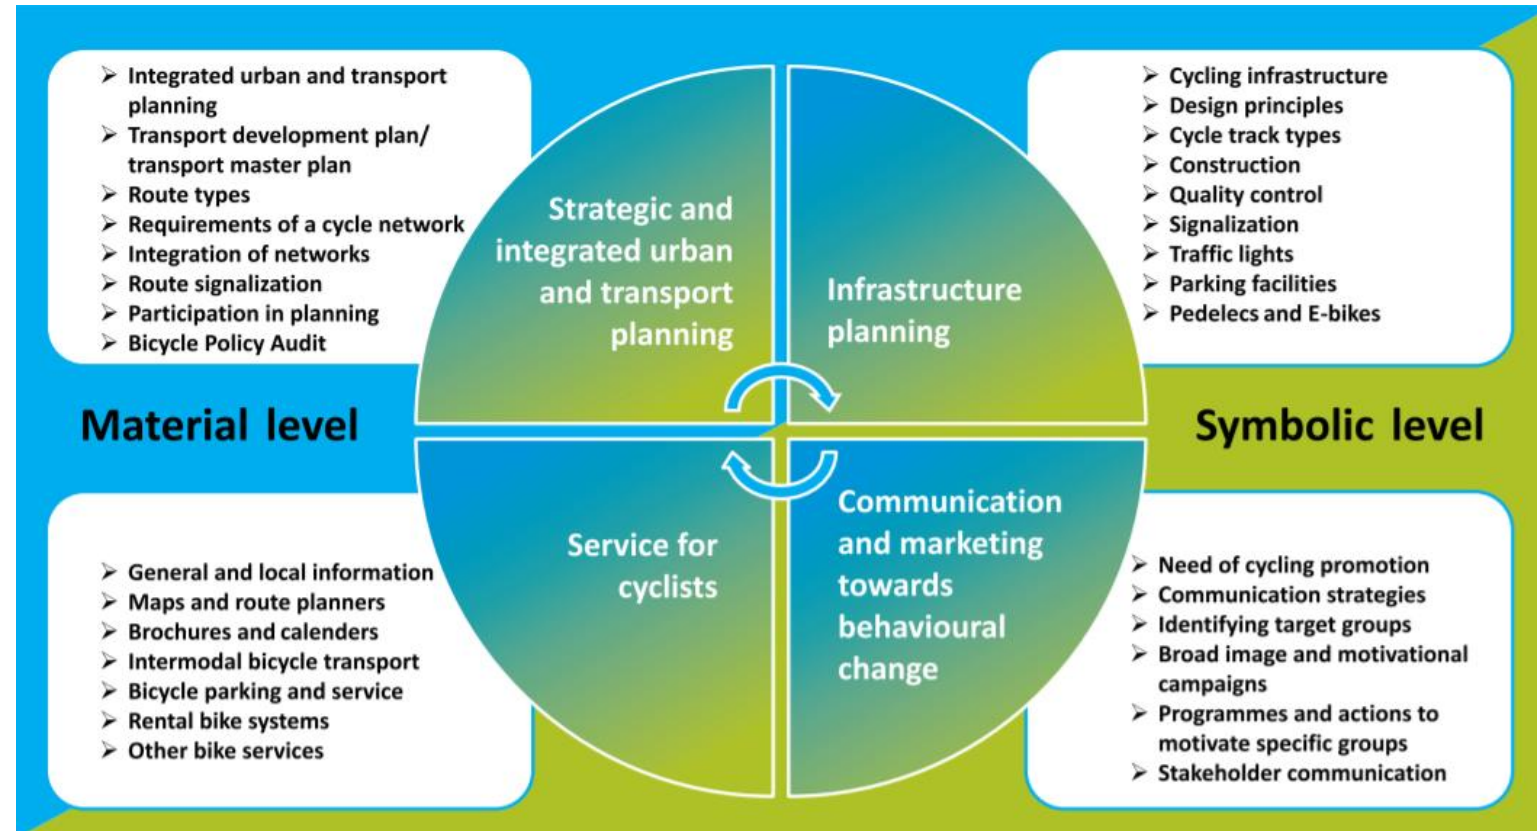 ➢ Integrated urban and transport
planning
➢ Transport development plan/
transport master plan
➢ Route types
➢ Requirements of a cycle network
➢ Integration of networks
➢ Route signalization
➢ Participation in planning
➢ Bicycle Policy Audit
Strategic and
integrated urban
and transport
planning
Infrastructure
planning
➢ Cycling infrastructure
➢ Design principles
➢ Cycle track types
➢ Construction
➢ Quality control
➢ Signalization
➢ Traffic lights
➢ Parking facilities
➢ Pedelecs and E-bikes
Material level
Symbolic level
➢ General and local information
➢ Maps and route planners
➢ Brochures and calenders
➢ Intermodal bicycle transport
➢ Bicycle parking and service
➢ Rental bike systems
➢ Other bike services
Service for
cyclists
Communication
and marketing
towards
behavioural
change
➢ Need of cycling promotion
➢ Communication strategies
➢ Identifying target groups
➢ Broad image and motivational
campaigns
➢ Programmes and actions to
motivate specific groups
➢ Stakeholder communication